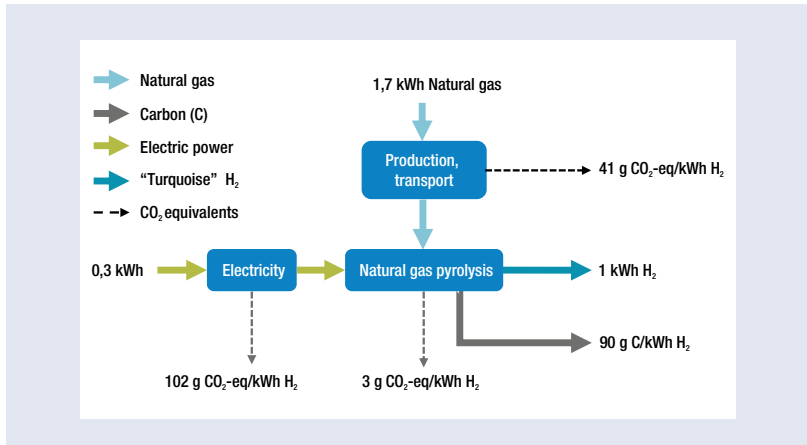 Natural gas
Carbon (C)
Electric power
“Turquoise” H₂
CO₂ equivalents
1,7 kWh Natural gas
Production,
transport
41 g CO₂-eq/kWh H₂
0,3 kWh
Electricity
Natural gas pyrolysis
1 kWh H₂
90 g C/kWh H₂
102 g CO₂-eq/kWh H₂
3 g CO₂-eq/kWh H₂